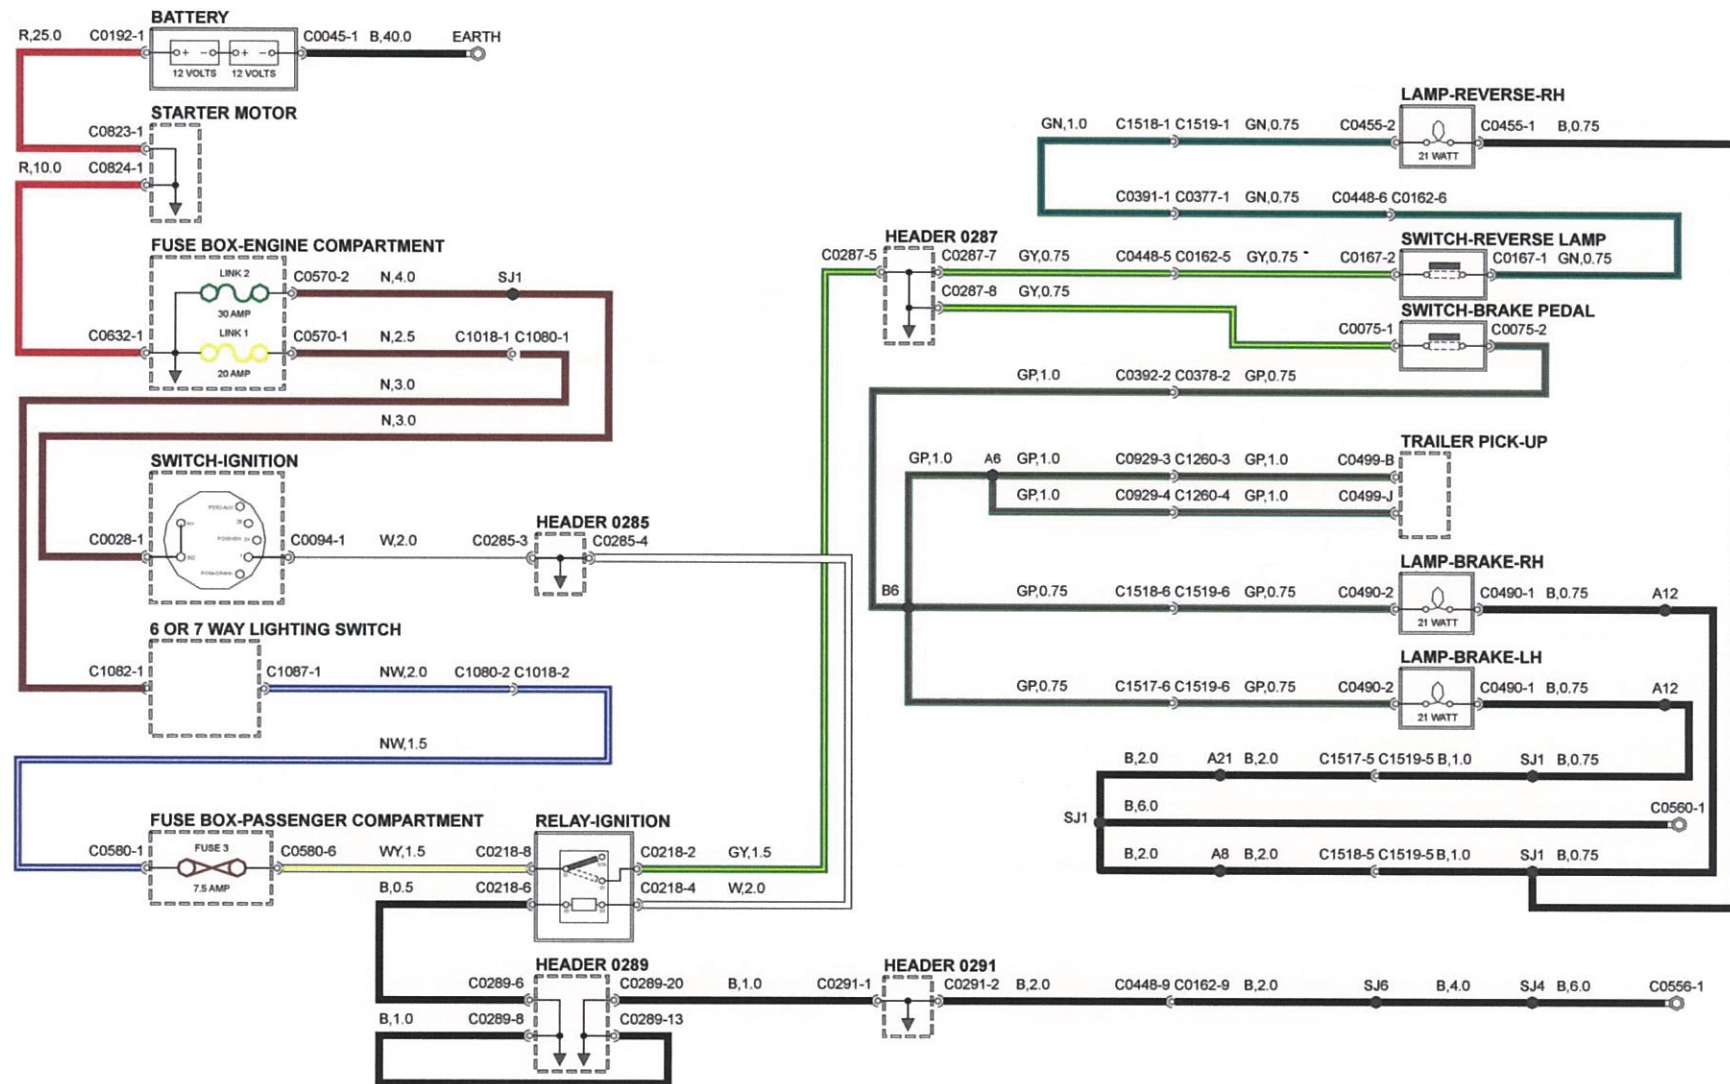 BATTERY
R,25.0 C0192-1 C0045-1 B,40.0 EARTH
12 VOLTS 12 VOLTS
STARTER MOTOR
C0823-1
R,10.0 C0824-1
FUSE BOX-ENGINE COMPARTMENT
LINK 2
C0570-2 N,4.0 SJ1
30 AMP
LINK 1
C0632-1 C0570-1 N,2.5 C1018-1 C1080-1
20 AMP
N,3.0
N,3.0
SWITCH-IGNITION
C0028-1 C0094-1 W,2.0 C0285-3
HEADER 0285
C0285-4
6 OR 7 WAY LIGHTING SWITCH
C1082-1 C1087-1 NW,2.0 C1080-2 C1018-2
NW,1.5
FUSE BOX-PASSENGER COMPARTMENT
FUSE 3
C0580-1 C0580-6 WY,1.5 C0218-8
7.5 AMP
RELAY-IGNITION
C0218-2 GY,1.5
B,0.5 C0218-6 C0218-4 W,2.0
HEADER 0289
C0289-6 C0289-20 B,1.0 C0291-1
B,1.0 C0289-8 C0289-13
HEADER 0291
C0291-2 B,2.0 C0448-9 C0162-9 B,2.0 SJ6 B,4.0 SJ4 B,6.0 C0556-1
LAMP-REVERSE-RH
GN,1.0 C1518-1 C1519-1 GN,0.75 C0455-2 C0455-1 B,0.75
21 WATT
C0391-1 C0377-1 GN,0.75 C0448-6 C0162-6
HEADER 0287
SWITCH-REVERSE LAMP
C0287-5 C0287-7 GY,0.75 C0448-5 C0162-5 GY,0.75 C0167-2 C0167-1 GN,0.75
C0287-8 GY,0.75
SWITCH-BRAKE PEDAL
C0075-1 C0075-2
GP,1.0 C0392-2 C0378-2 GP,0.75
TRAILER PICK-UP
GP,1.0 A6 GP,1.0 C0929-3 C1260-3 GP,1.0 C0499-B
GP,1.0 C0929-4 C1260-4 GP,1.0 C0499-J
LAMP-BRAKE-RH
B6 GP,0.75 C1518-6 C1519-6 GP,0.75 C0490-2 C0490-1 B,0.75 A12
21 WATT
LAMP-BRAKE-LH
GP,0.75 C1517-6 C1519-6 GP,0.75 C0490-2 C0490-1 B,0.75 A12
21 WATT
B,2.0 A21 B,2.0 C1517-5 C1519-5 B,1.0 SJ1 B,0.75
SJ1 B,6.0 C0560-1
B,2.0 A8 B,2.0 C1518-5 C1519-5 B,1.0 SJ1 B,0.75